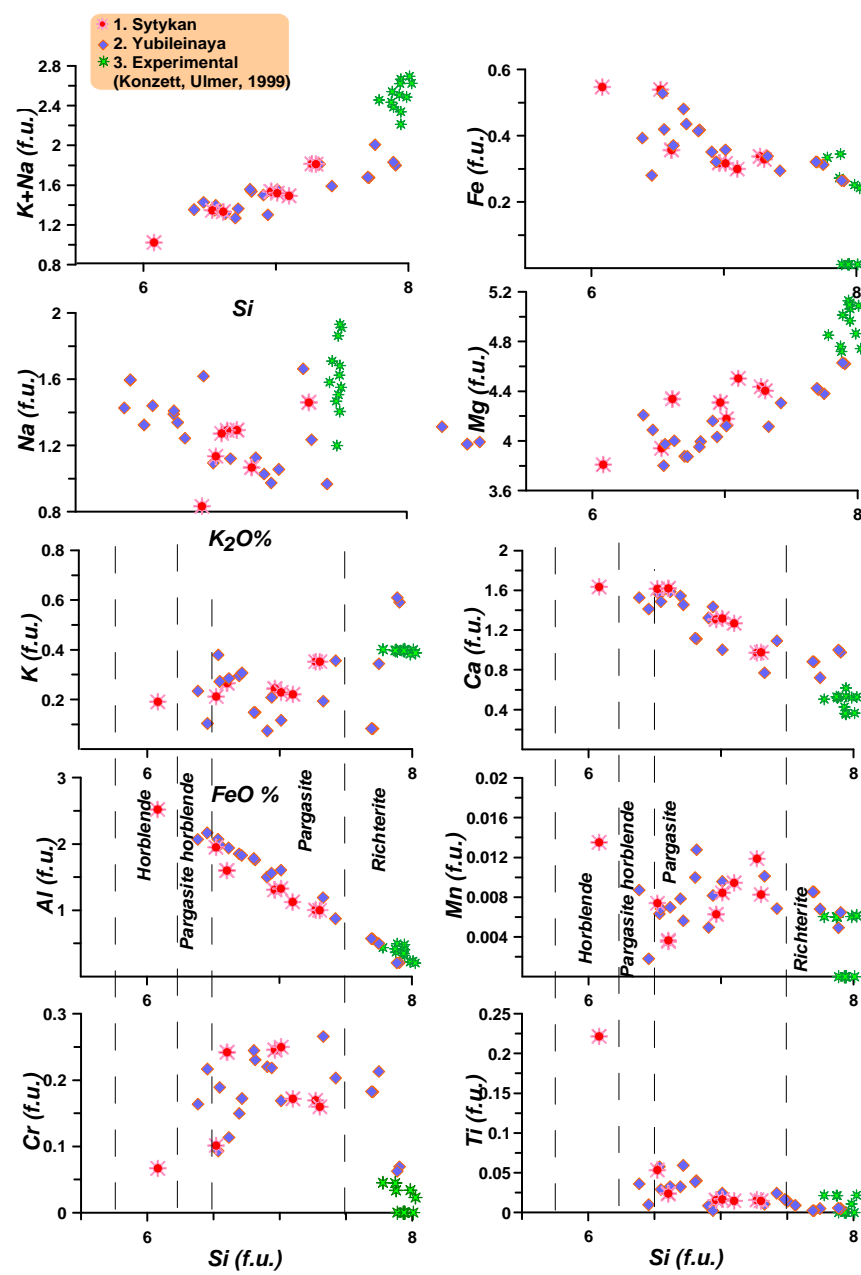 1. Sytykan
2. Yubileinaya
3. Experimental
(Konzett, Ulmer, 1999)
2.8
2.4
2
1.6
1.2
0.8
K+Na (f.u.)
6
8
Si
0.6
0.4
0.2
Fe (f.u.)
6
8
2
1.6
1.2
0.8
Na (f.u.)
K2O%
5.2
4.8
4.4
4
3.6
Mg (f.u.)
6
8
0.8
0.6
0.4
0.2
0
K (f.u.)
6
8
2
1.6
1.2
0.8
0.4
0
Ca (f.u.)
6
8
FeO %
3
2
1
0
Al (f.u.)
Horblende
Pargasite horblende
Pargasite
Richterite
6
8
0.02
0.016
0.012
0.008
0.004
Mn (f.u.)
Horblende
Pargasite horblende
Pargasite
Richterite
6
8
0.3
0.2
0.1
0
Cr (f.u.)
6
8
Si (f.u.)
0.25
0.2
0.15
0.1
0.05
0
Ti (f.u.)
6
8
Si (f.u.)